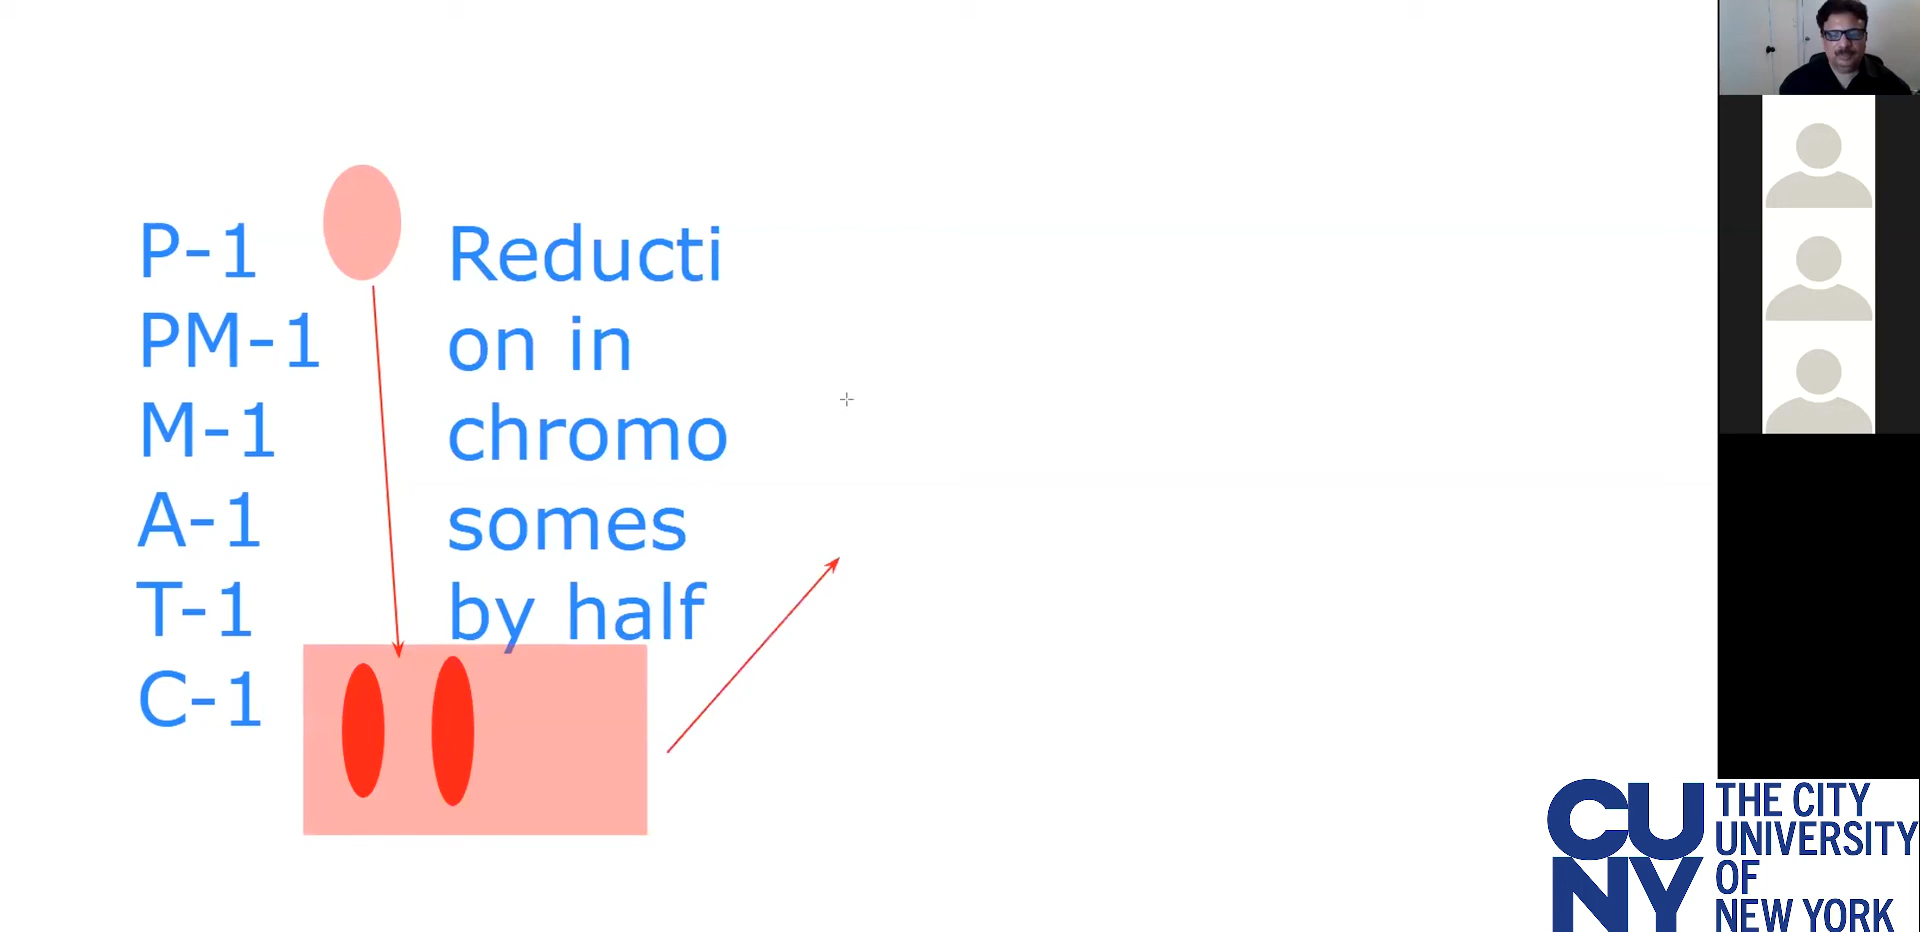 P-1
PM-1
M-1
A-1
T-1
C-1
Reducti
on in
chromo
somes
by half
CU
NY
THE CITY
UNIVERSITY
OF
NEW YORK